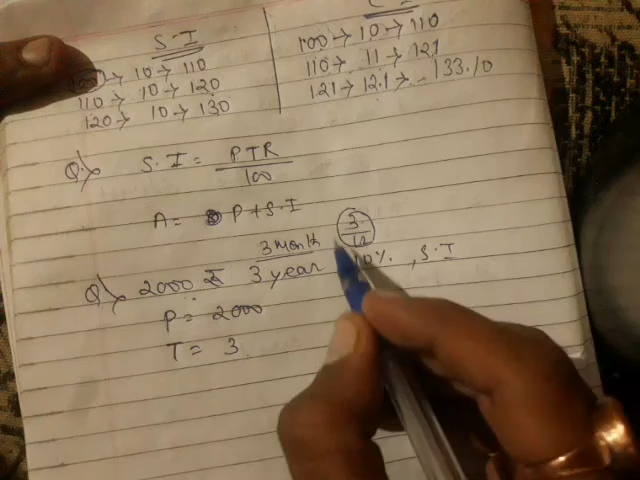 S.I
100 → 10 → 110
110 → 10 → 120
120 → 10 → 130
100 → 10 → 110
110 → 11 → 121
121 → 12.1 → .. 133.10
Q.> S.I = PTR
100
A = P + S.I
3 month 3
12
Q> 2000 3 year 10% , S.I
P = 2000
T = 3